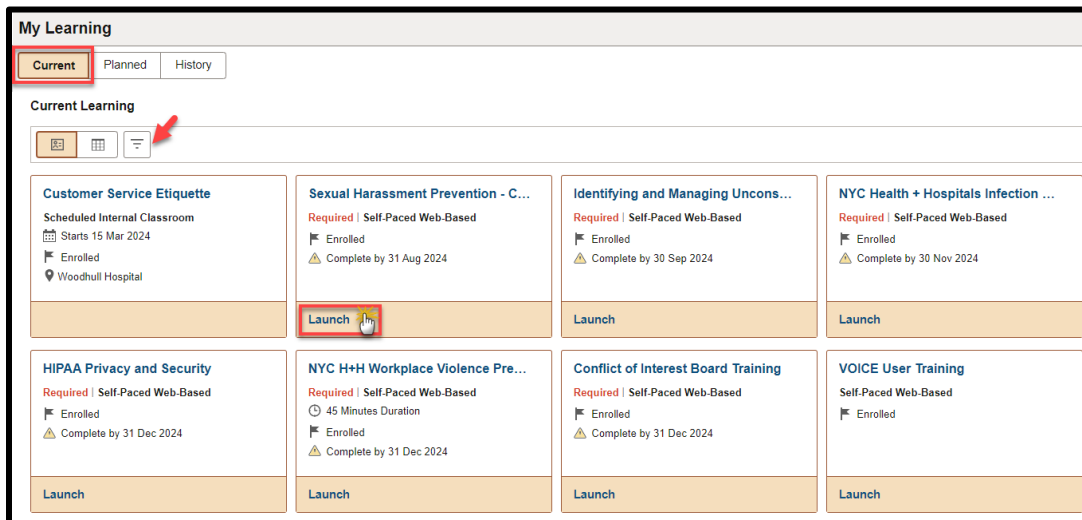 My Learning
Current Planned History
Current Learning
Customer Service Etiquette
Scheduled Internal Classroom
Starts 15 Mar 2024
Enrolled
Woodhull Hospital
Sexual Harassment Prevention - C...
Required | Self-Paced Web-Based
Enrolled
Complete by 31 Aug 2024
Launch
Identifying and Managing Uncons...
Required | Self-Paced Web-Based
Enrolled
Complete by 30 Sep 2024
Launch
NYC Health + Hospitals Infection ...
Required | Self-Paced Web-Based
Enrolled
Complete by 30 Nov 2024
Launch
HIPAA Privacy and Security
Required | Self-Paced Web-Based
Enrolled
Complete by 31 Dec 2024
Launch
NYC H+H Workplace Violence Pre...
Required | Self-Paced Web-Based
45 Minutes Duration
Enrolled
Complete by 31 Dec 2024
Launch
Conflict of Interest Board Training
Required | Self-Paced Web-Based
Enrolled
Complete by 31 Dec 2024
Launch
VOICE User Training
Self-Paced Web-Based
Enrolled
Launch